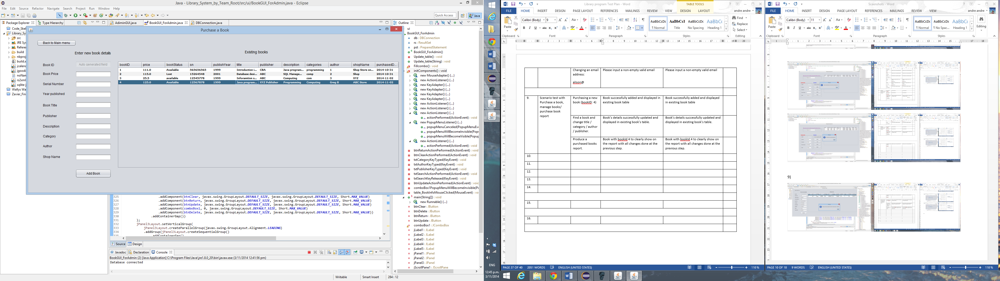 Java - Library_System_by_Team_Root/src/ui/BookGUI_ForAdmin.java - Eclipse
File Edit Source Refactor Navigate Search Project Run Window Help
Quick Access
Java
Package Explorer
Type Hierarchy
AdiminGUI.java
BookGUI_ForAdmin.java
DBConnection.java
Outline
Library_Sy
src
JRE Sys
Referen
build
nbproj
build.x
jcalend
jgoodi
noNam
rs2xml
sqlite-j
Wallys Wa
Zavier_Fin
Purchase a Book
Back to Main menu
Enter new book details
Existing books
Book ID
Auto generated field
Book Price
Serial Number
Year published
Book Title
Publisher
Description
Category
Author
Shop Name
Add Book
bookID price bookStatus sn publishYear title publisher description categories author shopName purchasedD...
1 111.0 Available 565656565 1999 Introduction i... CBA Java program... programming 1 Shop Store on... 2014-10-31
2 115.0 Lost 15264548 2001 Database desi... ABC SQL Manage... comp 2 Shop 2014-10-31
3 25.5 available 12545778 1999 Inforamtion s... ABC Computing com 3 XYZ 2014-11-02
4 125.0 Available 12567878 1999 Java program... XYZ Publisher Programming Computing Greg B ABC Store 2014-11-02
325 .addComponent(btnClear, javax.swing.GroupLayout.DEFAULT_SIZE, javax.swing.GroupLayout.DEFAULT_SIZE, Short.MAX_VALUE)
326 .addComponent(btnReturn, javax.swing.GroupLayout.DEFAULT_SIZE, javax.swing.GroupLayout.DEFAULT_SIZE, Short.MAX_VALUE)
327 .addComponent(btnUpdate, javax.swing.GroupLayout.DEFAULT_SIZE, javax.swing.GroupLayout.DEFAULT_SIZE, Short.MAX_VALUE)
328 .addComponent(comboBox1, 0, javax.swing.GroupLayout.DEFAULT_SIZE, Short.MAX_VALUE)
329 .addComponent(btnDelete, javax.swing.GroupLayout.DEFAULT_SIZE, javax.swing.GroupLayout.DEFAULT_SIZE, Short.MAX_VALUE))
330 .addContainerGap())
331 );
332 jPanel3Layout.setVerticalGroup(
333 jPanel3Layout.createParallelGroup(javax.swing.GroupLayout.Alignment.LEADING)
334 .addGroup(jPanel3Layout.createSequentialGroup()
Source Design
Javadoc Declaration Console
BookGUI_ForAdmin (2) [Java Application] C:\Program Files\Java\jre1.8.0_20\bin\javaw.exe (3/11/2014 12:41:56 pm)
Database connected
Writable Smart Insert 284 : 12
ui
BookGUI_ForAdmin
db : DBConnection
rs : ResultSet
pst : PreparedStatement
BookGUI_ForAdmin()
Update_table() : void
Update_table(String) : void
Fillcombo() : void
initComponents() : void
new MouseAdapter() {...}
new ActionListener() {...}
new KeyAdapter() {...}
new KeyAdapter() {...}
new KeyAdapter() {...}
new KeyAdapter() {...}
new ActionListener() {...}
new ActionListener() {...}
new ActionListener() {...}
actionPerformed(ActionEvent) : void
new PopupMenuListener() {...}
popupMenuCanceled(PopupMenuEve
popupMenuWillBecomeInvisible(Popu
popupMenuWillBecomeVisible(Popup
new ActionListener() {...}
actionPerformed(ActionEvent) : void
btnReturnActionPerformed(ActionEvent) : void
btnClearActionPerformed(ActionEvent) : void
txtCategoryKeyTyped(KeyEvent) : void
txtAuthorKeyTyped(KeyEvent) : void
txtPublisherKeyTyped(KeyEvent) : void
txtSearchActionPerformed(ActionEvent) : void
txtSearchKeyReleased(KeyEvent) : void
btnUpdateActionPerformed(ActionEvent) : void
comboBox1PopupMenuWillBecomeInvisible(Po
table_BookInfoMouseClicked(MouseEvent) : vo
main(String[]) : void
new Runnable() {...}
btnClear : JButton
btnDelete : JButton
btnReturn : JButton
btnUpdate : JButton
comboBox1 : JComboBox
jLabel1 : JLabel
jLabel2 : JLabel
jLabel3 : JLabel
jLabel4 : JLabel
jLabel5 : JLabel
jPanel1 : JPanel
jPanel2 : JPanel
jPanel3 : JPanel
jScrollPane1 : JScrollPane
ENG
12:45 p.m.
3/11/2014
Library program Test Plan - Word
TABLE TOOLS
FILE HOME INSERT DESIGN PAGE LAYOUT REFERENCES MAILINGS REVIEW VIEW DESIGN LAYOUT andre andre
Calibri (Body) 9
Paste
Clipboard Font Paragraph Styles Editing
Normal Title No Spacing Heading 1
Find
Replace
Select
Changing an email address: alison@
Please input a non-empty valid email
Please input a non-empty valid email
9.
Scenario test with Purchase a book, manage books/ purchase book report
Purchasing a new book (bookID: 4)
Book successfully added and displayed in existing book table
Book successfully added and displayed in existing book table
Find a book and change title / category / author / publisher.
Book's details successfully updated and displayed in existing book's table.
Book's details successfully updated and displayed in existing book's table.
Produce a purchased books report.
Book with bookId 4 to clearly show on the report with all changes done at the previous step.
Book with bookId 4 to clearly show on the report with all changes done at the previous step.
10.
11.
12.
13.
14.
15.
16.
PAGE 37 OF 40 2051 WORDS ENGLISH (UNITED STATES) 110 %
Sceenshots - Word
FILE HOME INSERT DESIGN PAGE LAYOUT REFERENCES MAILINGS REVIEW VIEW andre andre
Calibri (Body) 11
Paste
Clipboard Font Paragraph Styles
Normal No Spac... Heading 1
Editing
9)
PAGE 10 OF 10 9 WORDS ENGLISH (UNITED STATES) 110 %